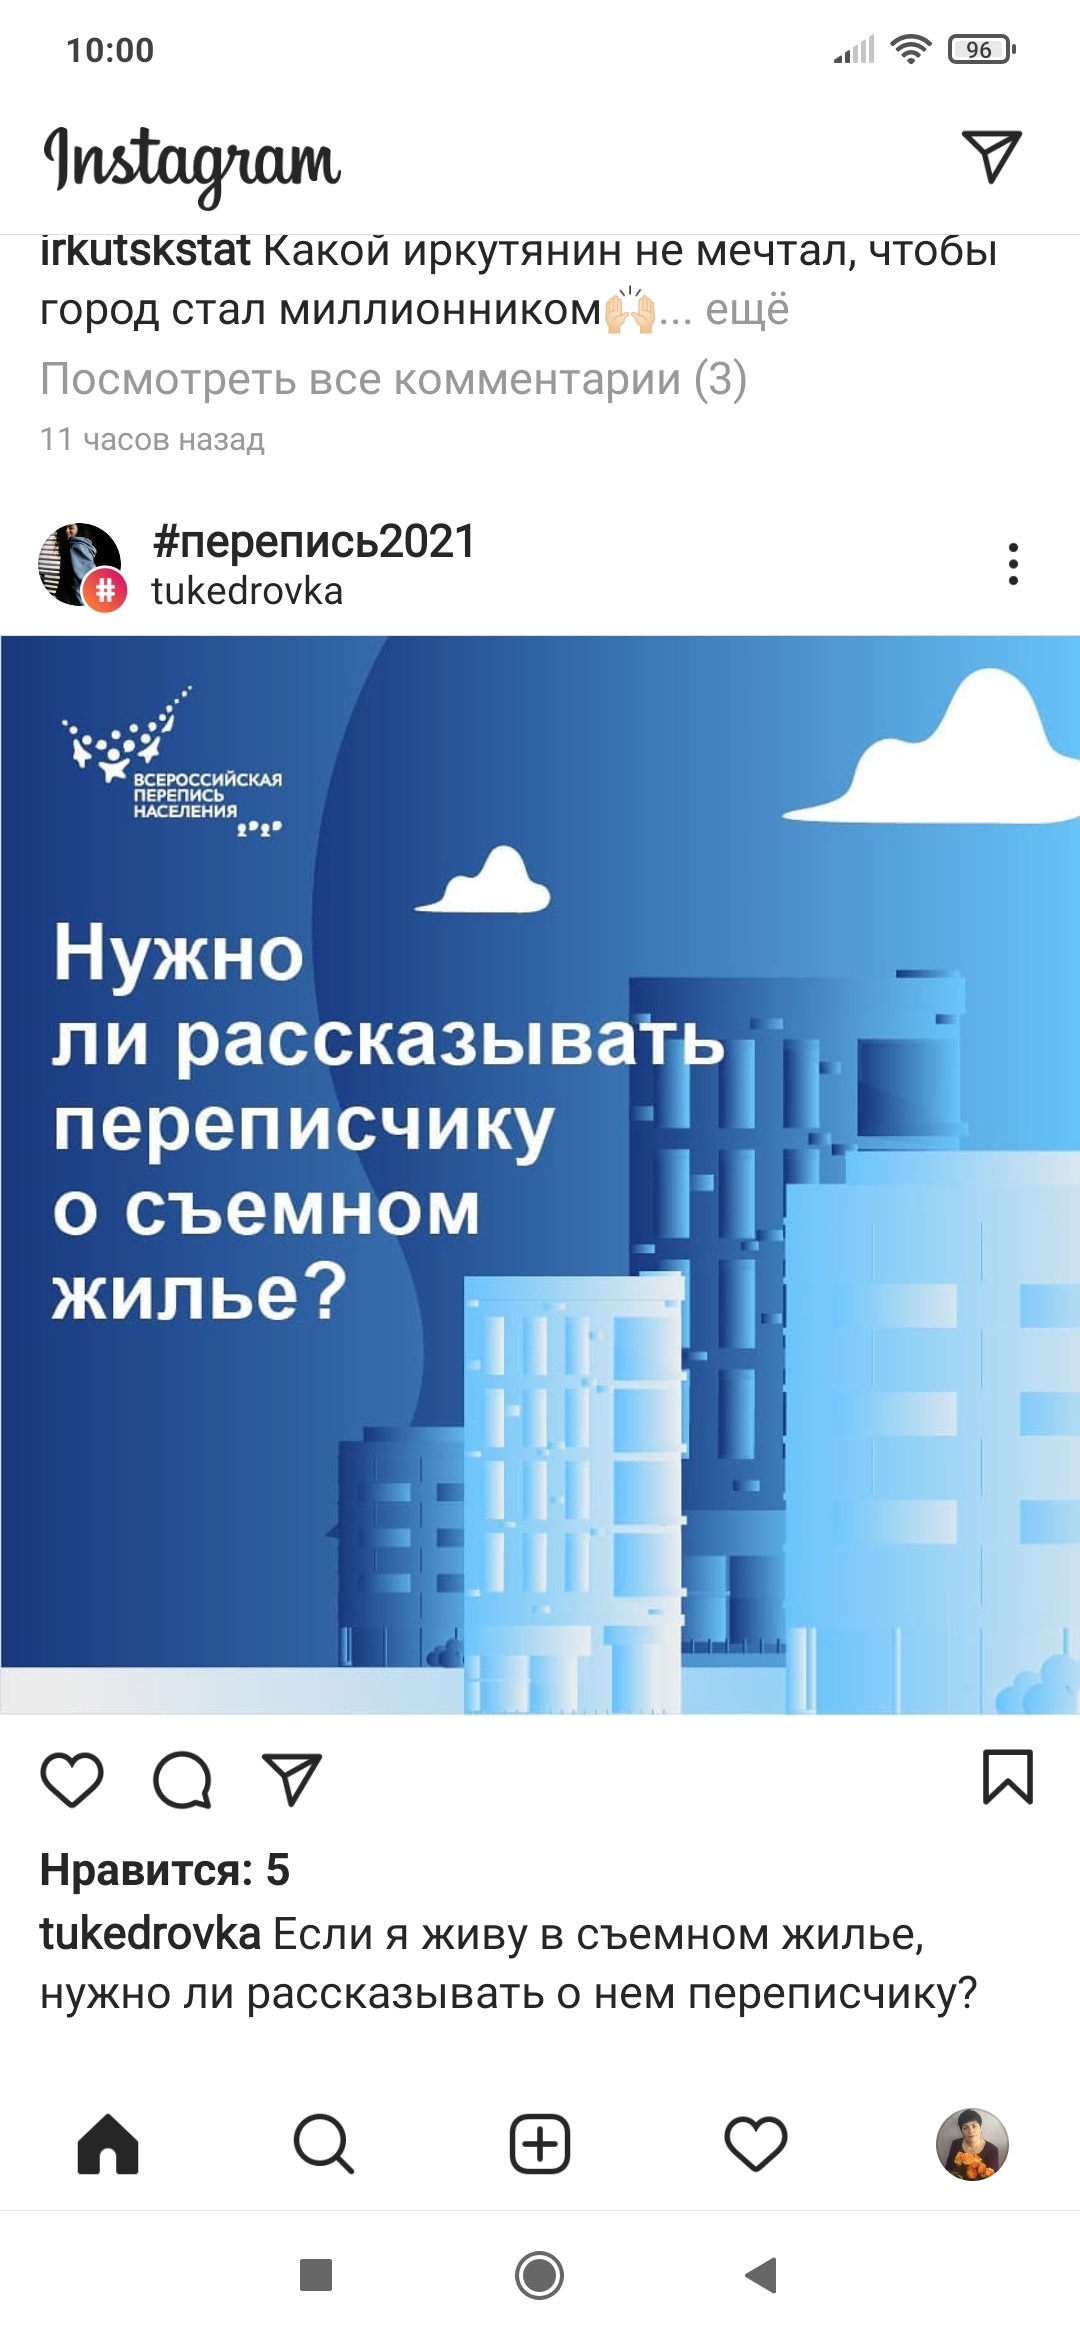 10:00
96
Instagram
irkutskstat Какой иркутянин не мечтал, чтобы
город стал миллионником🙌🏻... ещё
Посмотреть все комментарии (3)
11 часов назад
#перепись2021
#
tukedrovka
ВСЕРОССИЙСКАЯ
ПЕРЕПИСЬ
НАСЕЛЕНИЯ
2020
Нужно
ли рассказывать
переписчику
о съемном
жилье?
Нравится: 5
tukedrovka Если я живу в съемном жилье,
нужно ли рассказывать о нем переписчику?